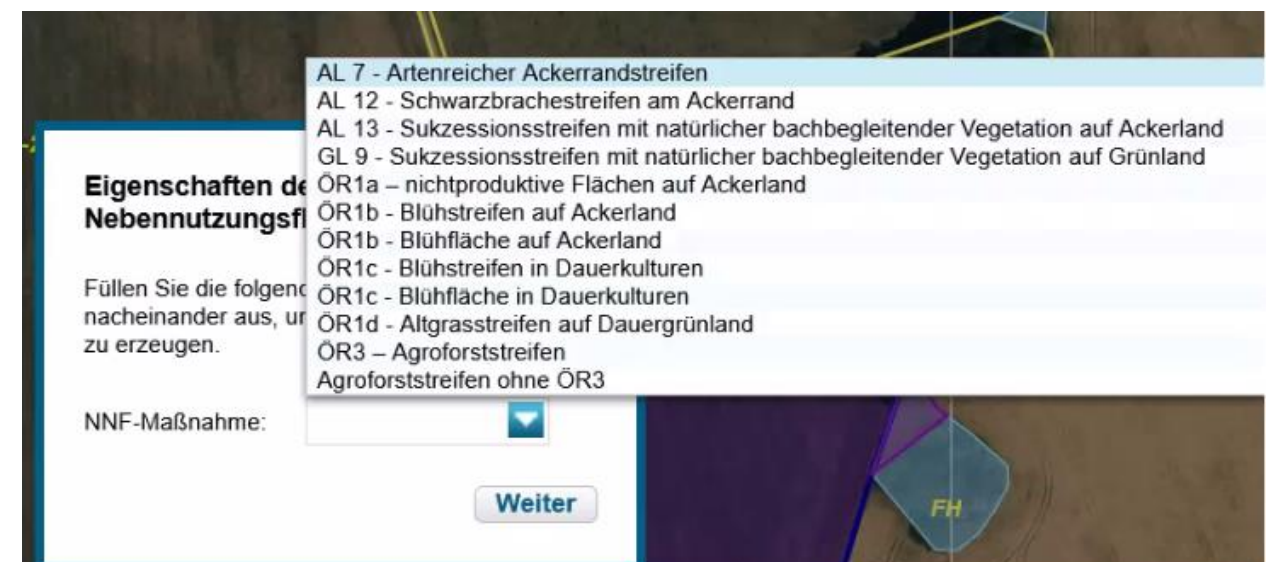 AL 7 - Artenreicher Ackerrandstreifen
AL 12 - Schwarzbrachestreifen am Ackerrand
AL 13 - Sukzessionsstreifen mit natürlicher bachbegleitender Vegetation auf Ackerland
GL 9 - Sukzessionsstreifen mit natürlicher bachbegleitender Vegetation auf Grünland
ÖR1a – nichtproduktive Flächen auf Ackerland
ÖR1b - Blühstreifen auf Ackerland
ÖR1b - Blühfläche auf Ackerland
ÖR1c - Blühstreifen in Dauerkulturen
ÖR1c - Blühfläche in Dauerkulturen
ÖR1d - Altgrasstreifen auf Dauergrünland
ÖR3 – Agroforststreifen
Agroforststreifen ohne ÖR3
Eigenschaften de
Nebennutzungsfl
Füllen Sie die folgend
nacheinander aus, un
zu erzeugen.
NNF-Maßnahme:
Weiter
FH